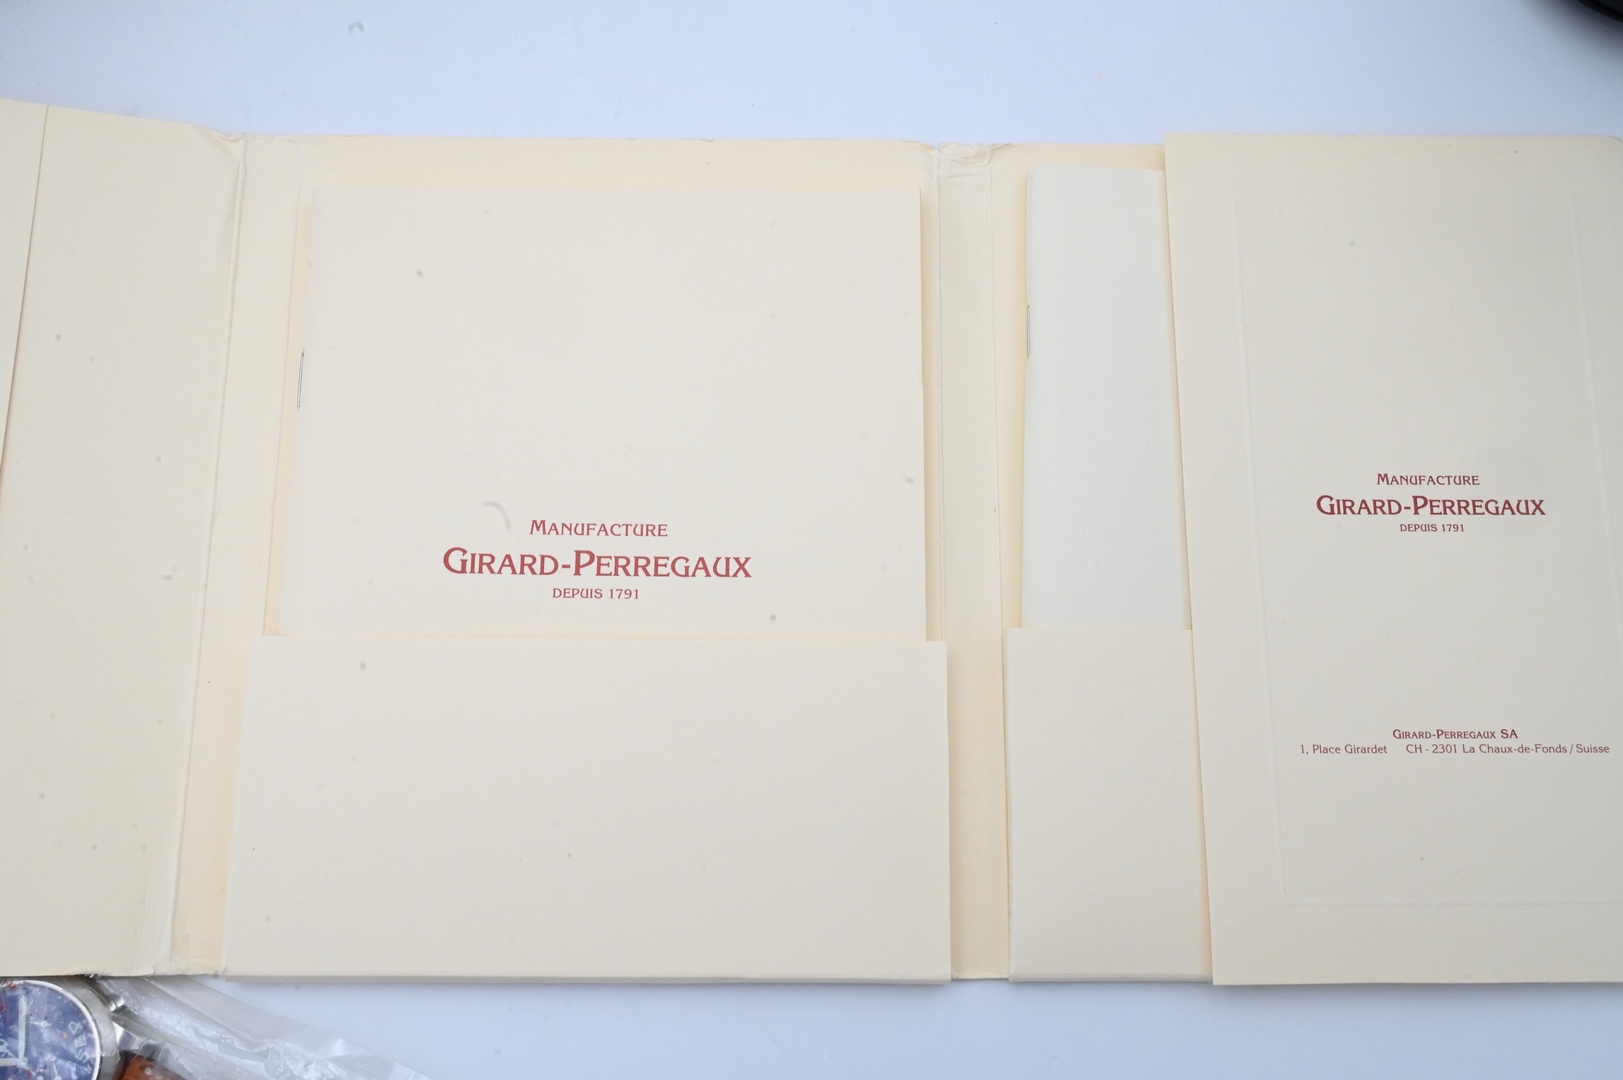 Manufacture
Girard-Perregaux
depuis 1791
Manufacture
Girard-Perregaux
depuis 1791
Girard-Perregaux SA
1, Place Girardet CH - 2301 La Chaux-de-Fonds / Suisse